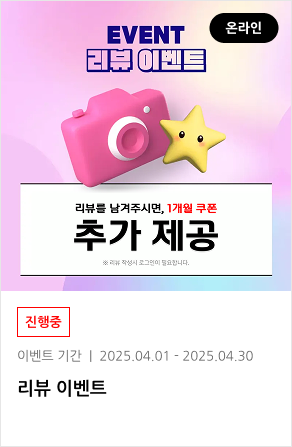 온라인
EVENT
리뷰 이벤트
리뷰를 남겨주시면, 1개월 쿠폰
추가 제공
※ 리뷰 작성시 로그인이 필요합니다.
진행중
이벤트 기간 | 2025.04.01 - 2025.04.30
리뷰 이벤트